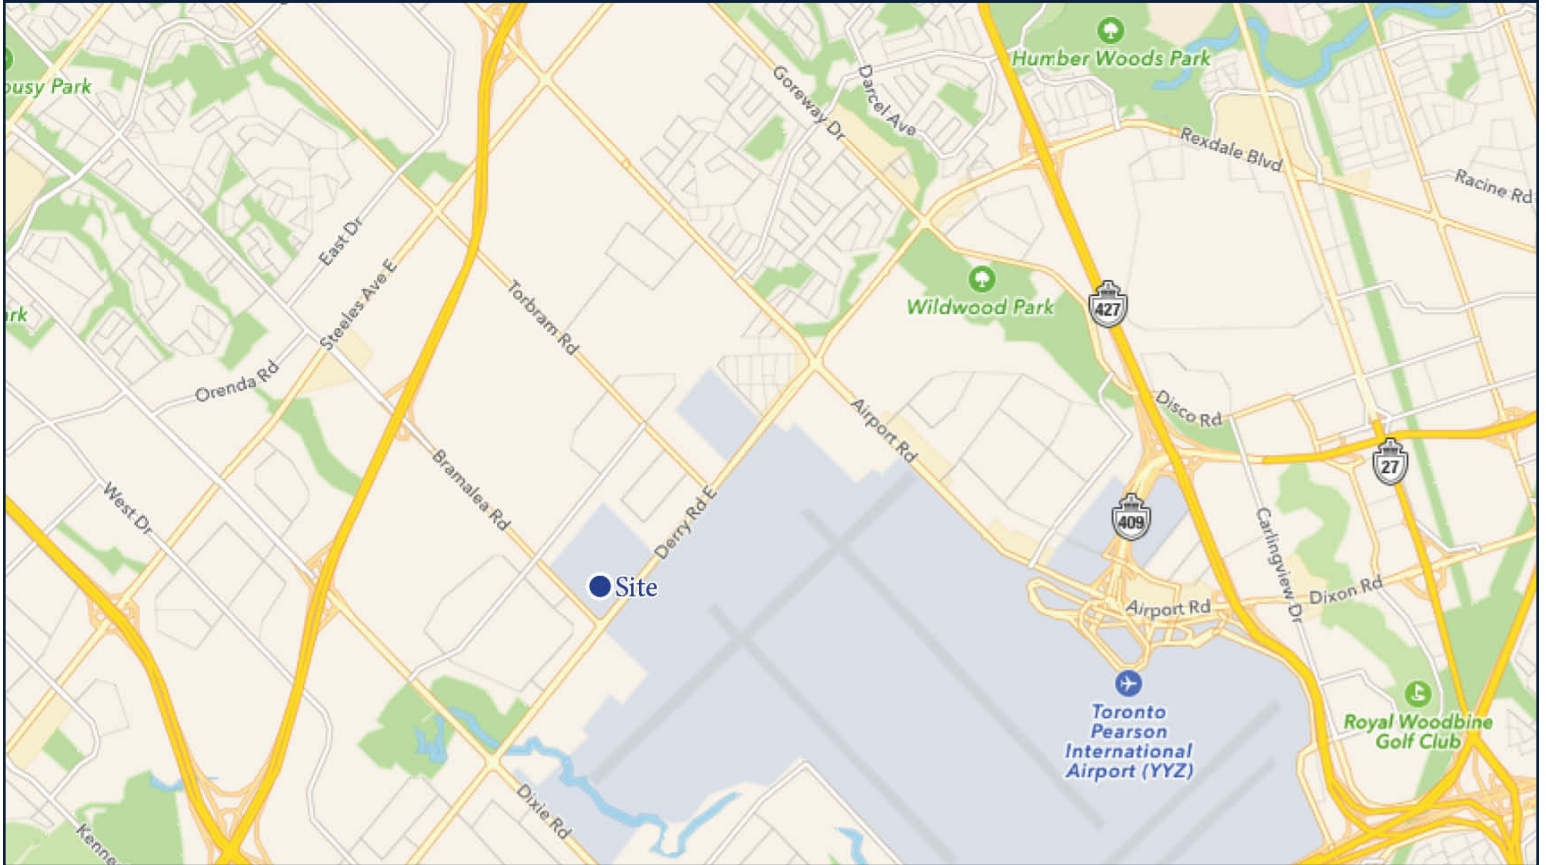 Humber Woods Park
ousy Park
Goreway Dr
Darcel Ave
Rexdale Blvd
Racine Rd
East Dr
Steeles Ave E
Torbram Rd
Wildwood Park
427
ark
Orenda Rd
Airport Rd
Disco Rd
27
West Dr
Bramalea Rd
Derry Rd E
409
Carlingview Dr
Site
Airport Rd
Dixon Rd
Toronto
Pearson
International
Airport (YYZ)
Royal Woodbine
Golf Club
Dixie Rd
Kenne